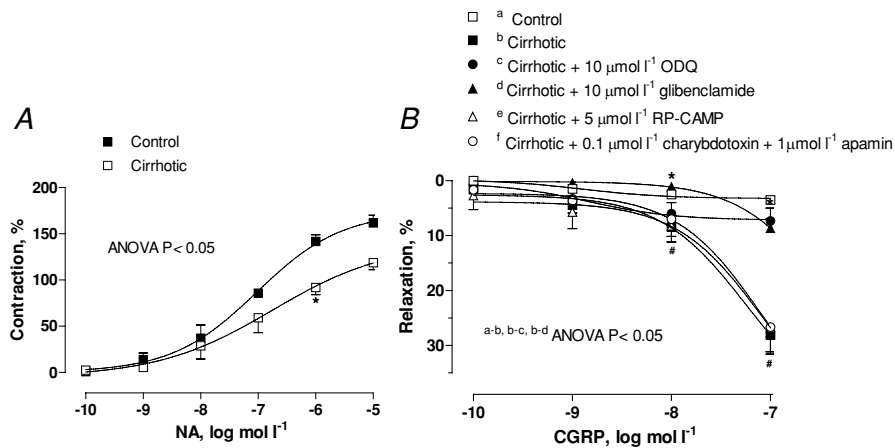 A
Control
Cirrhotic
200
150
100
50
0
Contraction, %
ANOVA P< 0.05
*
-10 -9 -8 -7 -6 -5
NA, log mol l⁻¹
ᵃ Control
ᵇ Cirrhotic
ᶜ Cirrhotic + 10 μmol l⁻¹ ODQ
ᵈ Cirrhotic + 10 μmol l⁻¹ glibenclamide
ᵉ Cirrhotic + 5 μmol l⁻¹ RP-CAMP
ᶠ Cirrhotic + 0.1 μmol l⁻¹ charybdotoxin + 1μmol l⁻¹ apamin
B
0
10
20
30
Relaxation, %
*
*
#
#
ᵃ⁻ᵇ, ᵇ⁻ᶜ, ᵇ⁻ᵈ ANOVA P< 0.05
-10 -9 -8 -7
CGRP, log mol l⁻¹